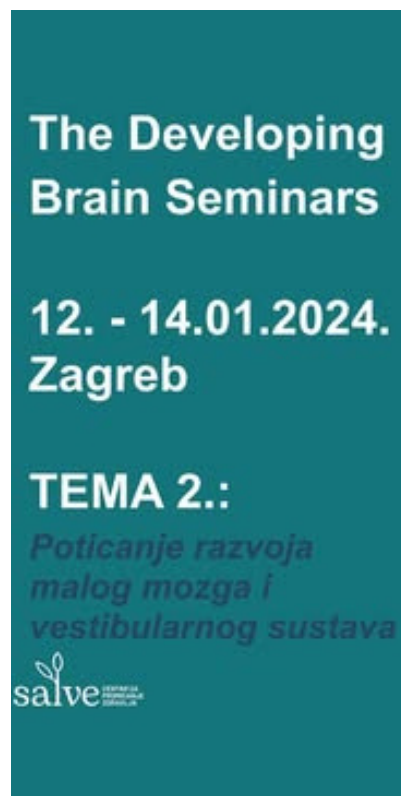 The Developing
Brain Seminars
12. - 14.01.2024.
Zagreb
TEMA 2.:
Poticanje razvoja
malog mozga i
vestibularnog sustava
salve